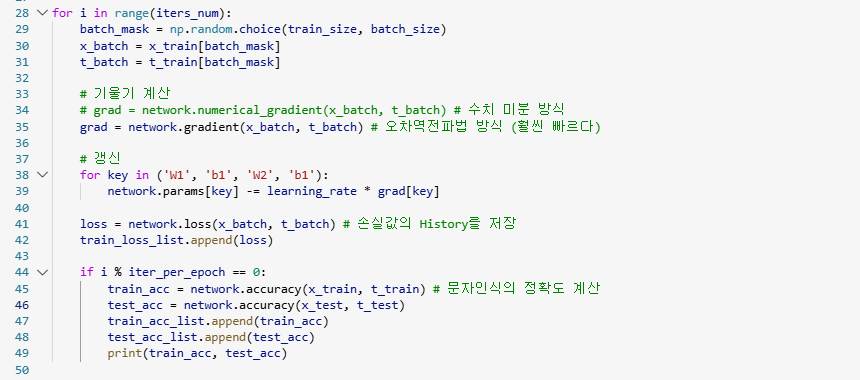 28 for i in range(iters_num):
29     batch_mask = np.random.choice(train_size, batch_size)
30     x_batch = x_train[batch_mask]
31     t_batch = t_train[batch_mask]
32
33     # 기울기 계산
34     # grad = network.numerical_gradient(x_batch, t_batch) # 수치 미분 방식
35     grad = network.gradient(x_batch, t_batch) # 오차역전파법 방식 (훨씬 빠르다)
36
37     # 갱신
38     for key in ('W1', 'b1', 'W2', 'b1'):
39         network.params[key] -= learning_rate * grad[key]
40
41     loss = network.loss(x_batch, t_batch) # 손실값의 History를 저장
42     train_loss_list.append(loss)
43
44     if i % iter_per_epoch == 0:
45         train_acc = network.accuracy(x_train, t_train) # 문자인식의 정확도 계산
46         test_acc = network.accuracy(x_test, t_test)
47         train_acc_list.append(train_acc)
48         test_acc_list.append(test_acc)
49         print(train_acc, test_acc)
50